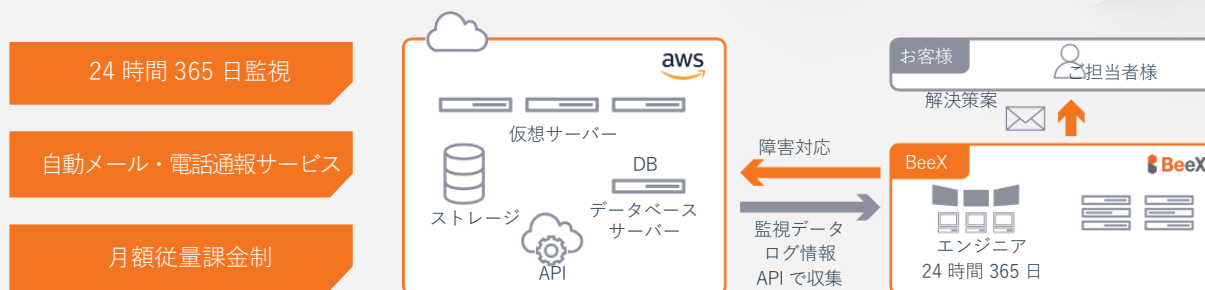 24 時間 365 日監視
自動メール・電話通報サービス
月額従量課金制
aws
仮想サーバー
ストレージ
DB
データベース
サーバー
API
障害対応
監視データ
ログ情報
API で収集
お客様
ご担当者様
解決策案
BeeX
BeeX
エンジニア
24 時間 365 日